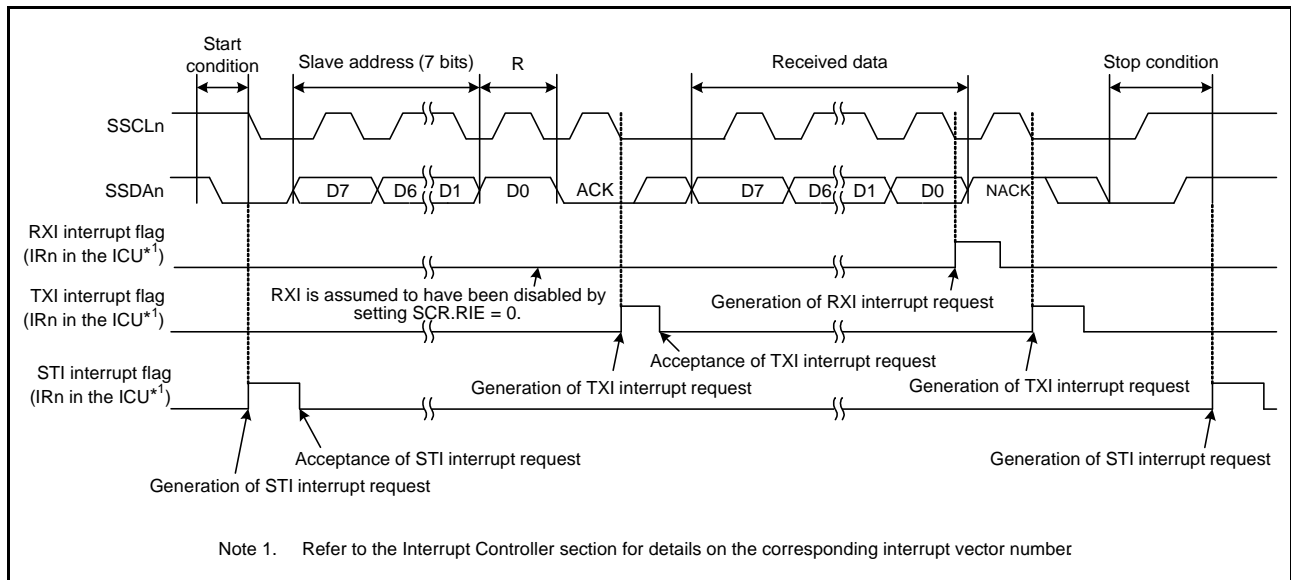 Start
condition
Slave address (7 bits)
R
Received data
Stop condition
SSCLn
SSDAn
D7
D6
D1
D0
ACK
D7
D6
D1
D0
NACK
RXI interrupt flag
(IRn in the ICU*1)
RXI is assumed to have been disabled by
setting SCR.RIE = 0.
Generation of RXI interrupt request
TXI interrupt flag
(IRn in the ICU*1)
Acceptance of TXI interrupt request
Generation of TXI interrupt request
Generation of TXI interrupt request
STI interrupt flag
(IRn in the ICU*1)
Acceptance of STI interrupt request
Generation of STI interrupt request
Generation of STI interrupt request
Note 1. Refer to the Interrupt Controller section for details on the corresponding interrupt vector number.